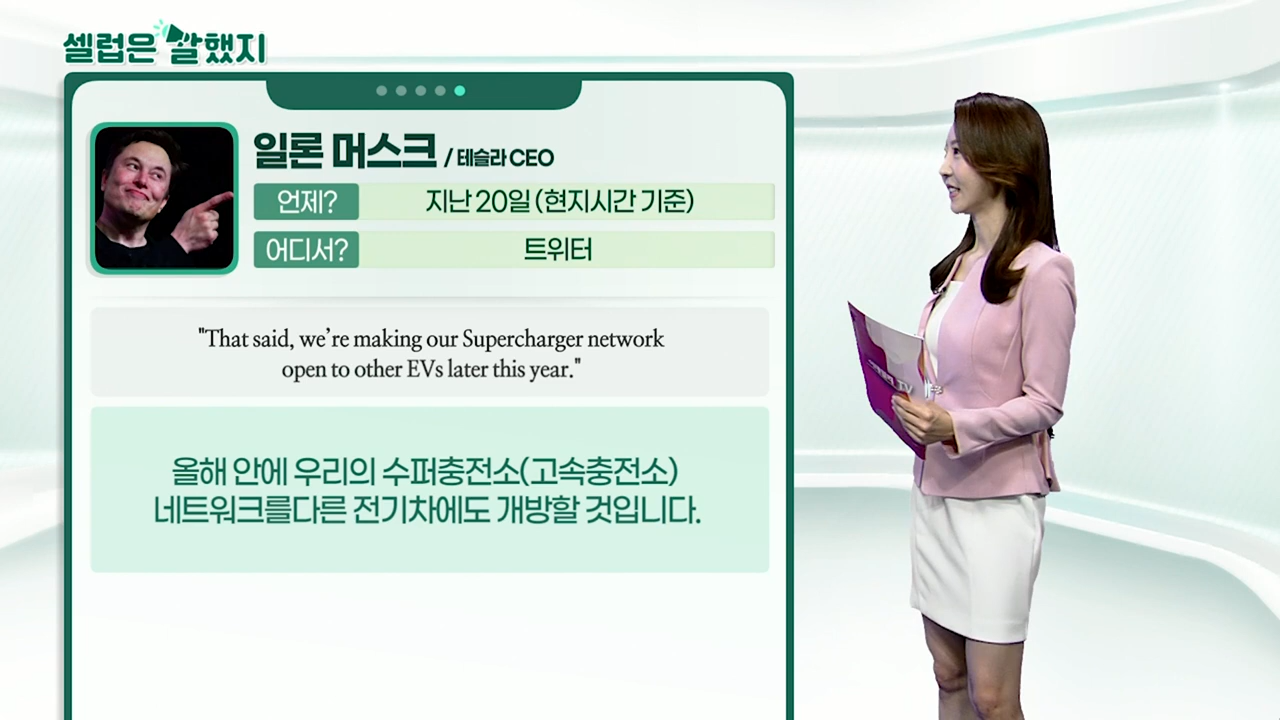 셀럽은 말했지
일론 머스크 / 테슬라 CEO
언제? 지난 20일 (현지시간 기준)
어디서? 트위터
"That said, we're making our Supercharger network
open to other EVs later this year."
올해 안에 우리의 수퍼충전소(고속충전소)
네트워크를다른 전기차에도 개방할 것입니다.
TV